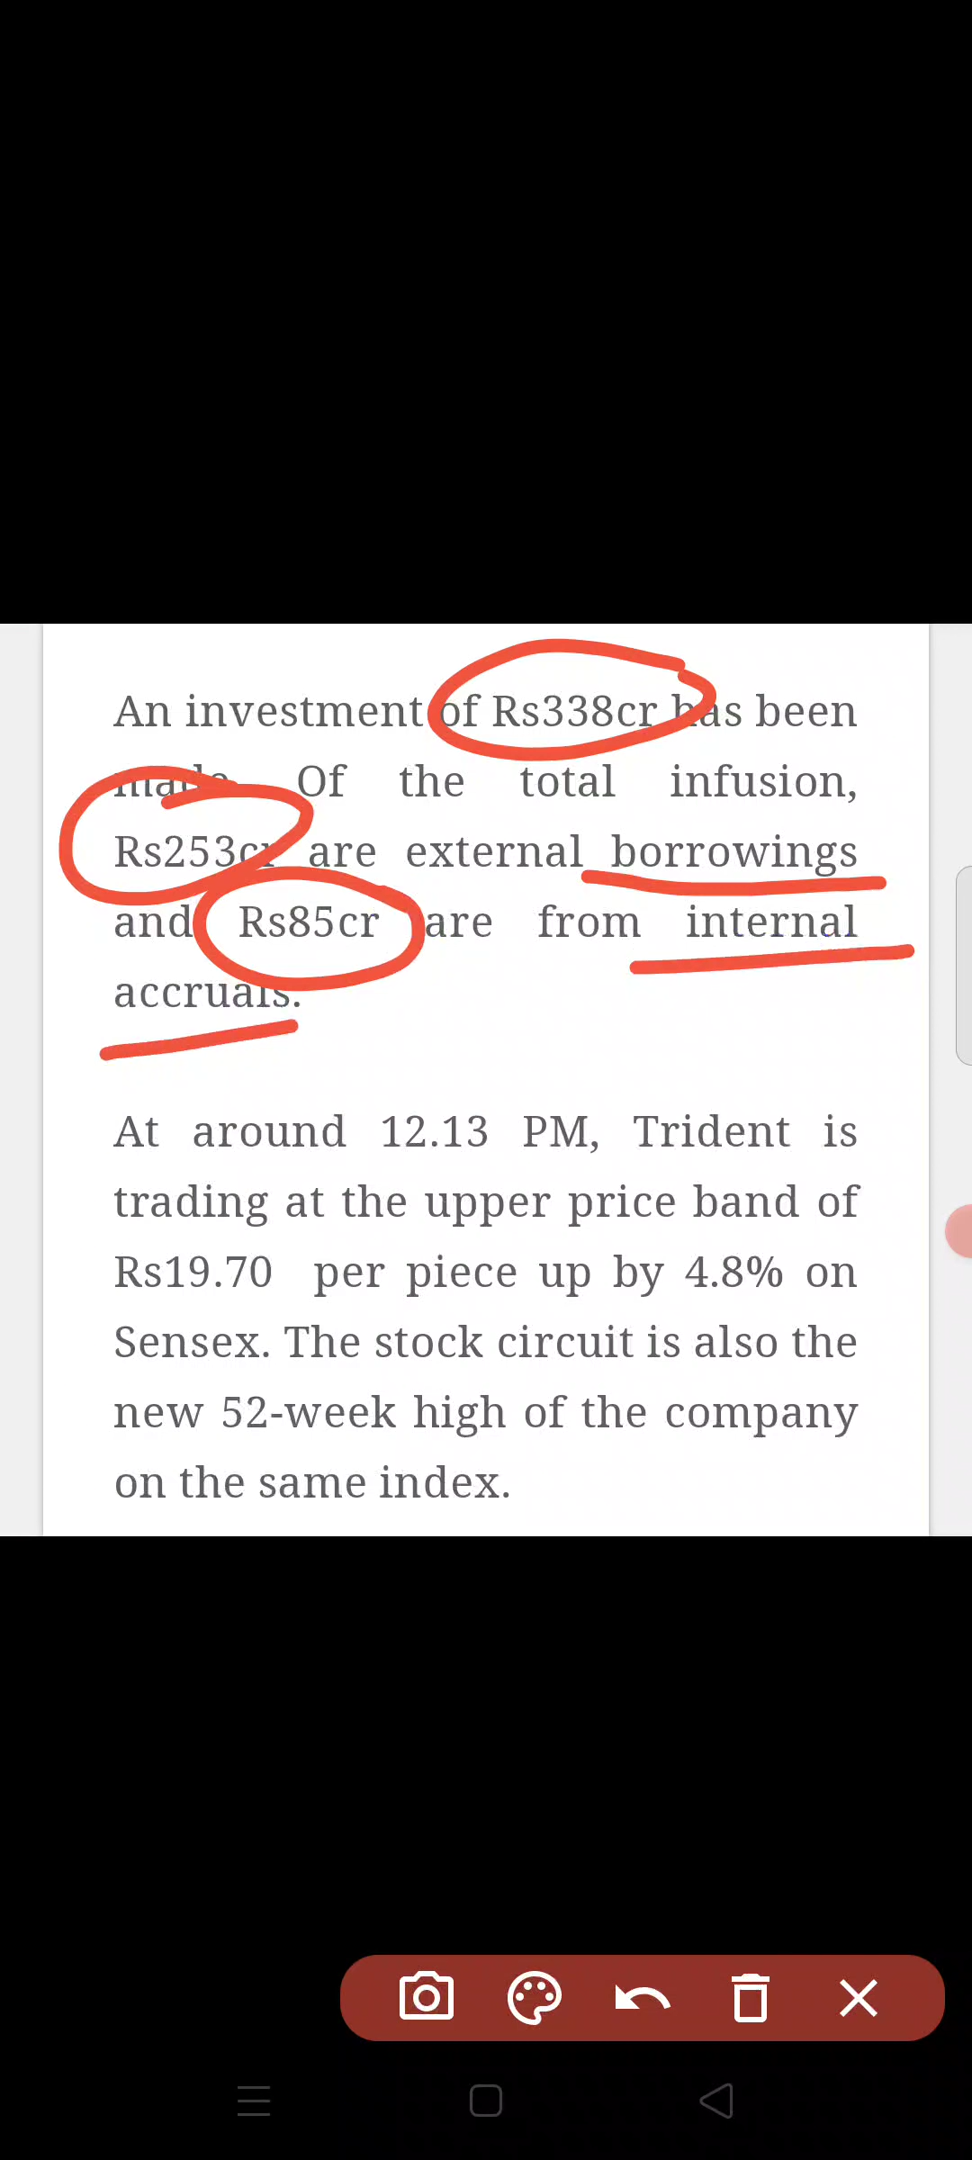 An investment of Rs338cr has been
made. Of the total infusion,
Rs253cr are external borrowings
and Rs85cr are from internal
accruals.
At around 12.13 PM, Trident is
trading at the upper price band of
Rs19.70 per piece up by 4.8% on
Sensex. The stock circuit is also the
new 52-week high of the company
on the same index.